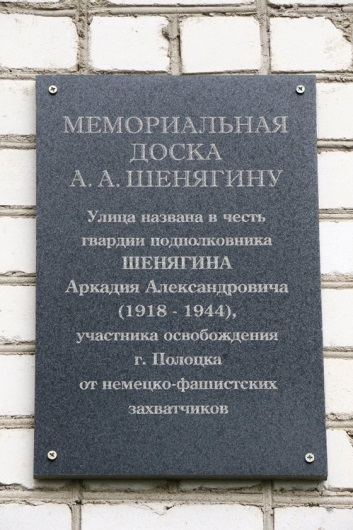 МЕМОРИАЛЬНАЯ
ДОСКА
А. А. ШЕНЯГИНУ
Улица названа в честь
гвардии подполковника
ШЕНЯГИНА
Аркадия Александровича
(1918 - 1944),
участника освобождения
г. Полоцка
от немецко-фашистских
захватчиков